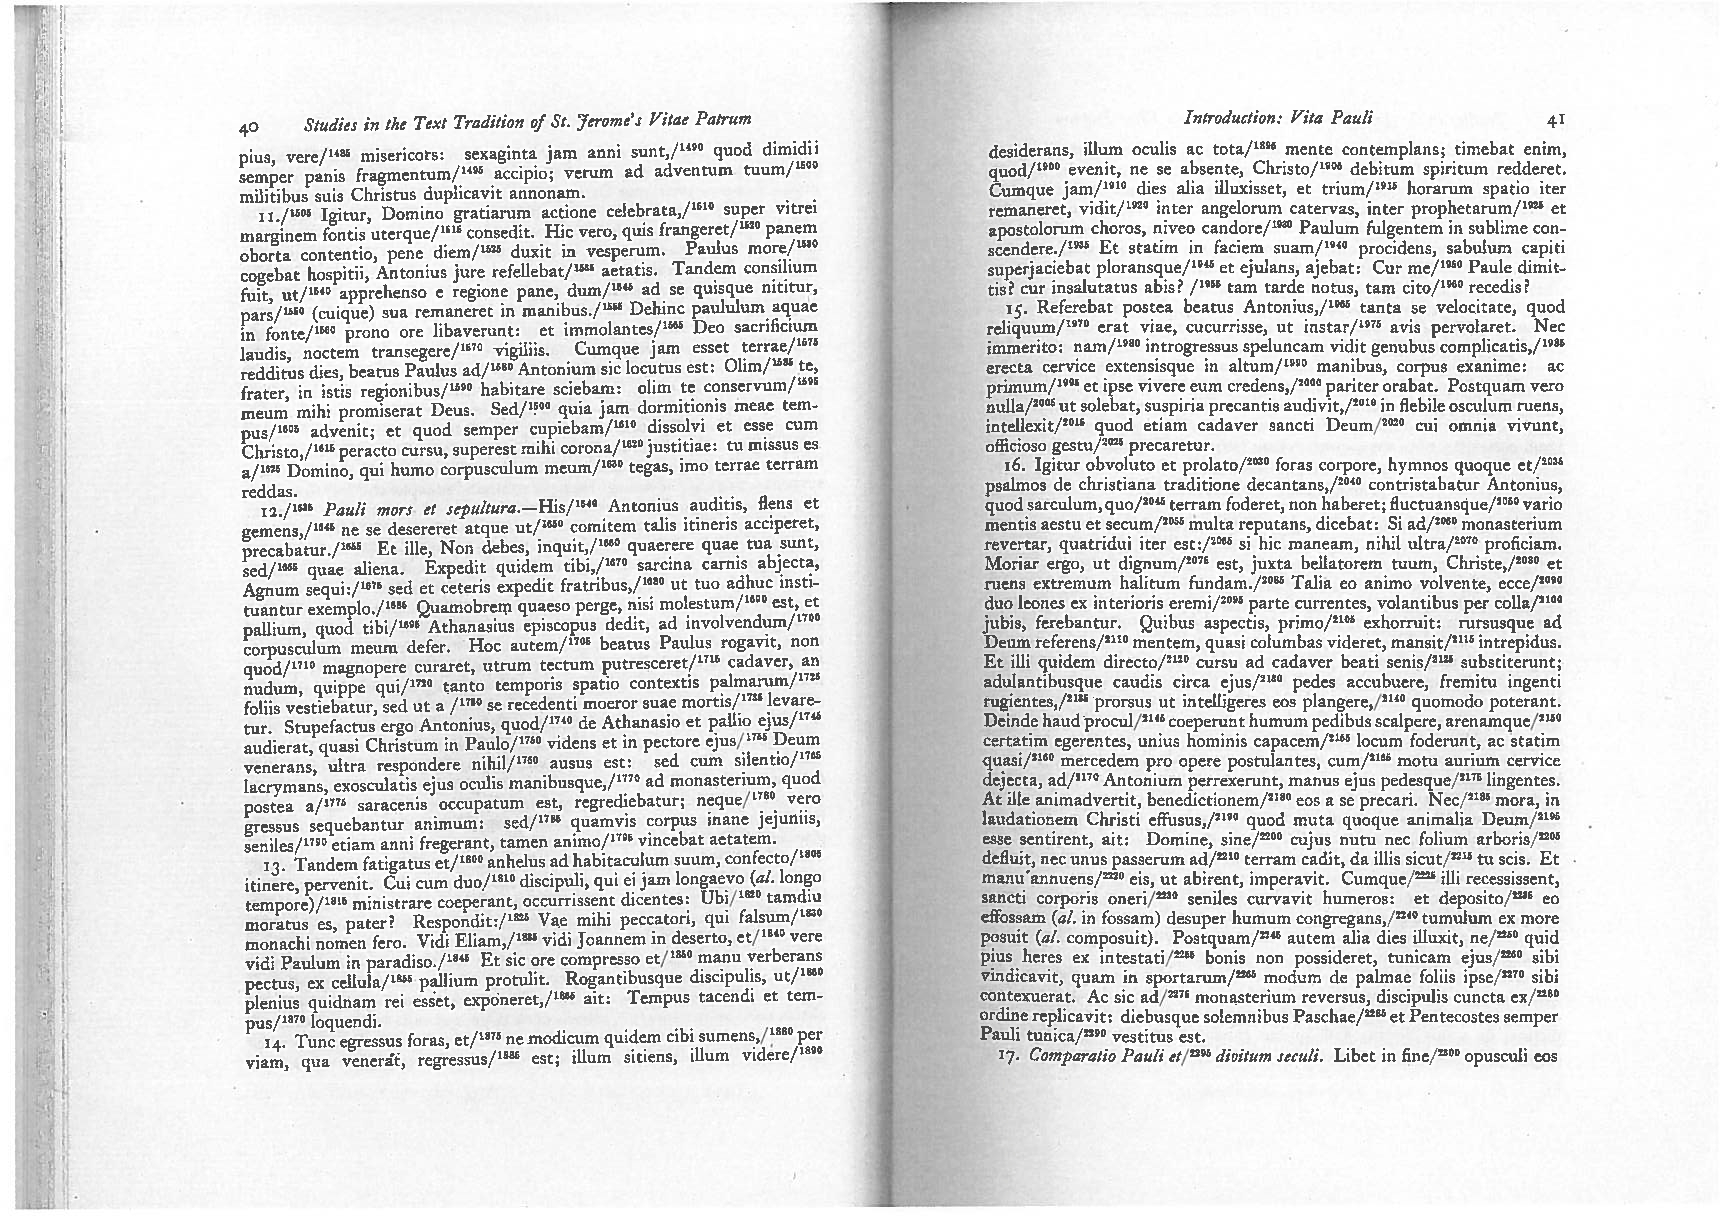 40 Studies in the Text Tradition of St. Jerome's Vitae Patrum
pius, vere/1485 misericors: sexaginta jam anni sunt,/1490 quod dimidii
semper panis fragmentum/1495 accipio; verum ad adventum tuum/1500
militibus suis Christus duplicavit annonam.
11./1505 Igitur, Domino gratiarum actione celebrata,/1510 super vitrei
marginem fontis uterque/1515 consedit. Hic vero, quis frangeret/1520 panem
oborta contentio, pene diem/1525 duxit in vesperum. Paulus more/1530
cogebat hospitii, Antonius jure refellebat/1535 aetatis. Tandem consilium
fuit, ut/1540 apprehenso e regione pane, dum/1545 ad se quisque nititur,
pars/1550 (cuique) sua remaneret in manibus./1555 Dehinc paululum aquae
in fonte/1560 prono ore libaverunt: et immolantes/1565 Deo sacrificium
laudis, noctem transegere/1570 vigiliis. Cumque jam esset terrae/1575
redditus dies, beatus Paulus ad/1580 Antonium sic locutus est: Olim/1585 te,
frater, in istis regionibus/1590 habitare sciebam: olim te conservum/1595
meum mihi promiserat Deus. Sed/1500 quia jam dormitionis meae tem-
pus/1605 advenit; et quod semper cupiebam/1610 dissolvi et esse cum
Christo,/1615 peracto cursu, superest mihi corona/1620 justitiae: tu missus es
a/1625 Domino, qui humo corpusculum meum/1630 tegas, imo terrae terram
reddas.
12./1635 Pauli mors et sepultura.—His/1640 Antonius auditis, flens et
gemens,/1645 ne se desereret atque ut/1650 comitem talis itineris acciperet,
precabatur./1655 Et ille, Non debes, inquit,/1660 quaerere quae tua sunt,
sed/1665 quae aliena. Expedit quidem tibi,/1670 sarcina carnis abjecta,
Agnum sequi:/1675 sed et ceteris expedit fratribus,/1680 ut tuo adhuc insti-
tuantur exemplo./1685 Quamobrem quaeso perge, nisi molestum/1690 est, et
pallium, quod tibi/1695 Athanasius episcopus dedit, ad involvendum/1700
corpusculum meum defer. Hoc autem/1705 beatus Paulus rogavit, non
quod/1710 magnopere curaret, utrum tectum putresceret/1715 cadaver, an
nudum, quippe qui/1720 tanto temporis spatio contextis palmarum/1725
foliis vestiebatur, sed ut a /1730 se recedenti moeror suae mortis/1735 levare-
tur. Stupefactus ergo Antonius, quod/1740 de Athanasio et pallio ejus/1745
audierat, quasi Christum in Paulo/1750 videns et in pectore ejus/1755 Deum
venerans, ultra respondere nihil/1760 ausus est: sed cum silentio/1765
lacrymans, exosculatis ejus oculis manibusque,/1770 ad monasterium, quod
postea a/1775 saracenis occupatum est, regrediebatur; neque/1780 vero
gressus sequebantur animum: sed/1785 quamvis corpus inane jejuniis,
seniles/1790 etiam anni fregerant, tamen animo/1795 vincebat aetatem.
13. Tandem fatigatus et/1800 anhelus ad habitaculum suum, confecto/1805
itinere, pervenit. Cui cum duo/1810 discipuli, qui ei jam longaevo (al. longo
tempore)/1815 ministrare coeperant, occurrissent dicentes: Ubi/1820 tamdiu
moratus es, pater? Respondit:/1825 Vae mihi peccatori, qui falsum/1830
monachi nomen fero. Vidi Eliam,/1835 vidi Joannem in deserto, et/1840 vere
vidi Paulum in paradiso./1845 Et sic ore compresso et/1850 manu verberans
pectus, ex cellula/1855 pallium protulit. Rogantibusque discipulis, ut/1860
plenius quidnam rei esset, exponeret,/1865 ait: Tempus tacendi et tem-
pus/1870 loquendi.
14. Tunc egressus foras, et/1875 ne modicum quidem cibi sumens,/1880 per
viam, qua venerat, regressus/1885 est; illum sitiens, illum videre/1890
Introduction: Vita Pauli 41
desiderans, illum oculis ac tota/1895 mente contemplans; timebat enim,
quod/1900 evenit, ne se absente, Christo/1905 debitum spiritum redderet.
Cumque jam/1910 dies alia illuxisset, et trium/1915 horarum spatio iter
remaneret, vidit/1920 inter angelorum catervas, inter prophetarum/1925 et
apostolorum choros, niveo candore/1930 Paulum fulgentem in sublime con-
scendere./1935 Et statim in faciem suam/1940 procidens, sabulum capiti
superjaciebat ploransque/1945 et ejulans, ajebat: Cur me/1950 Paule dimit-
tis? cur insalutatus abis? /1955 tam tarde notus, tam cito/1960 recedis?
15. Referebat postea beatus Antonius,/1965 tanta se velocitate, quod
reliquum/1970 erat viae, cucurrisse, ut instar/1975 avis pervolaret. Nec
immerito: nam/1980 introgressus speluncam vidit genubus complicatis,/1985
erecta cervice extensisque in altum/1990 manibus, corpus exanime: ac
primum/1995 et ipse vivere eum credens,/2000 pariter orabat. Postquam vero
nulla/2005 ut solebat, suspiria precantis audivit,/2010 in flebile osculum ruens,
intellexit/2015 quod etiam cadaver sancti Deum/2020 cui omnia vivunt,
officioso gestu/2025 precaretur.
16. Igitur obvoluto et prolato/2030 foras corpore, hymnos quoque et/2035
psalmos de christiana traditione decantans,/2040 contristabatur Antonius,
quod sarculum, quo/2045 terram foderet, non haberet; fluctuansque/2050 vario
mentis aestu et secum/2055 multa reputans, dicebat: Si ad/2060 monasterium
revertar, quatridui iter est:/2065 si hic maneam, nihil ultra/2070 proficiam.
Moriar ergo, ut dignum/2075 est, juxta bellatorem tuum, Christe,/2080 et
ruens extremum halitum fundam./2085 Talia eo animo volvente, ecce/2090
duo leones ex interioris eremi/2095 parte currentes, volantibus per colla/2100
jubis, ferebantur. Quibus aspectis, primo/2105 exhorruit: rursusque ad
Deum referens/2110 mentem, quasi columbas videret, mansit/2115 intrepidus.
Et illi quidem directo/2120 cursu ad cadaver beati senis/2125 substiterunt;
adulantibusque caudis circa ejus/2130 pedes accubuere, fremitu ingenti
rugientes,/2135 prorsus ut intelligeres eos plangere,/2140 quomodo poterant.
Deinde haud procul/2145 coeperunt humum pedibus scalpere, arenamque/2150
certatim egerentes, unius hominis capacem/2155 locum foderunt, ac statim
quasi/2160 mercedem pro opere postulantes, cum/2165 motu aurium cervice
dejecta, ad/2170 Antonium perrexerunt, manus ejus pedesque/2175 lingentes.
At ille animadvertit, benedictionem/2180 eos a se precari. Nec/2185 mora, in
laudationem Christi effusus,/2190 quod muta quoque animalia Deum/2195
esse sentirent, ait: Domine, sine/2200 cujus nutu nec folium arboris/2205
defluit, nec unus passerum ad/2210 terram cadit, da illis sicut/2215 tu scis. Et
manu annuens/2220 eis, ut abirent, imperavit. Cumque/2225 illi recessissent,
sancti corporis oneri/2230 seniles curvavit humeros: et deposito/2235 eo
effossam (al. in fossam) desuper humum congregans,/2240 tumulum ex more
posuit (al. composuit). Postquam/2245 autem alia dies illuxit, ne/2250 quid
pius heres ex intestati/2255 bonis non possideret, tunicam ejus/2260 sibi
vindicavit, quam in sportarum/2265 modum de palmae foliis ipse/2270 sibi
contexuerat. Ac sic ad/2275 monasterium reversus, discipulis cuncta ex/2280
ordine replicavit: diebusque solemnibus Paschae/2285 et Pentecostes semper
Pauli tunica/2290 vestitus est.
17. Comparatio Pauli et/2295 divitum seculi. Libet in fine/2300 opusculi eos